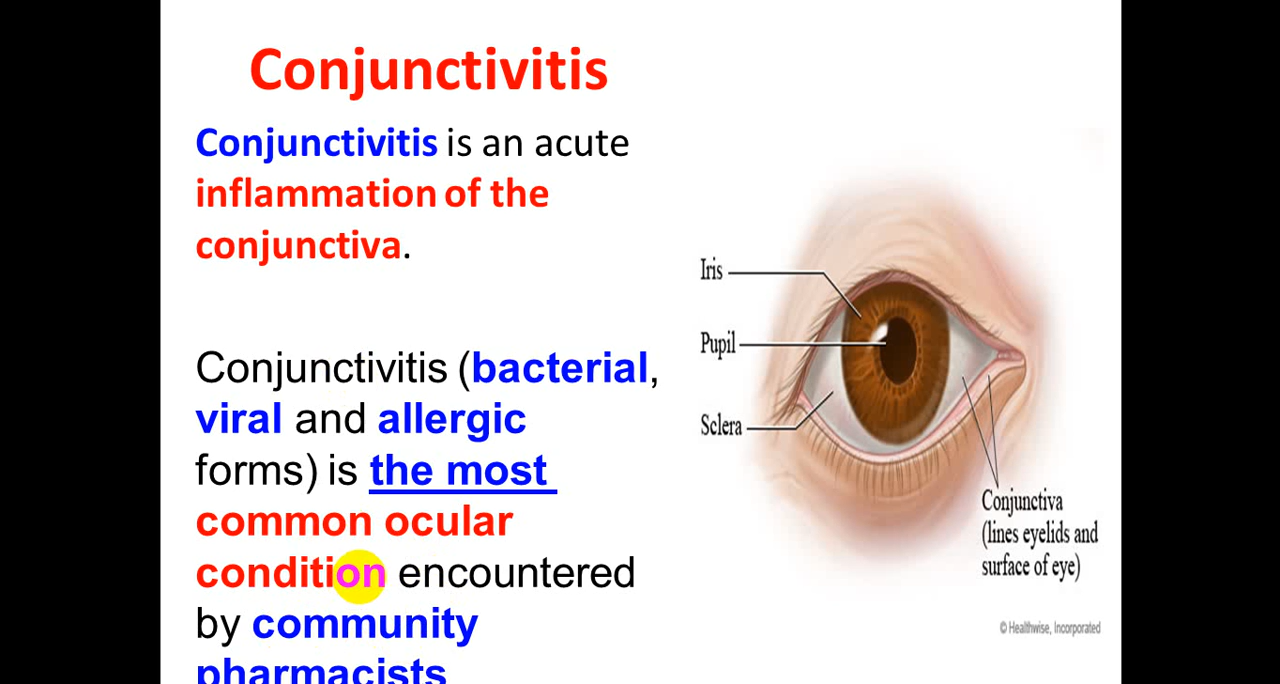 Conjunctivitis
Conjunctivitis is an acute
inflammation of the
conjunctiva.
Conjunctivitis (bacterial,
viral and allergic
forms) is the most
common ocular
condition encountered
by community
pharmacists
Iris
Pupil
Sclera
Conjunctiva
(lines eyelids and
surface of eye)
© Healthwise, Incorporated